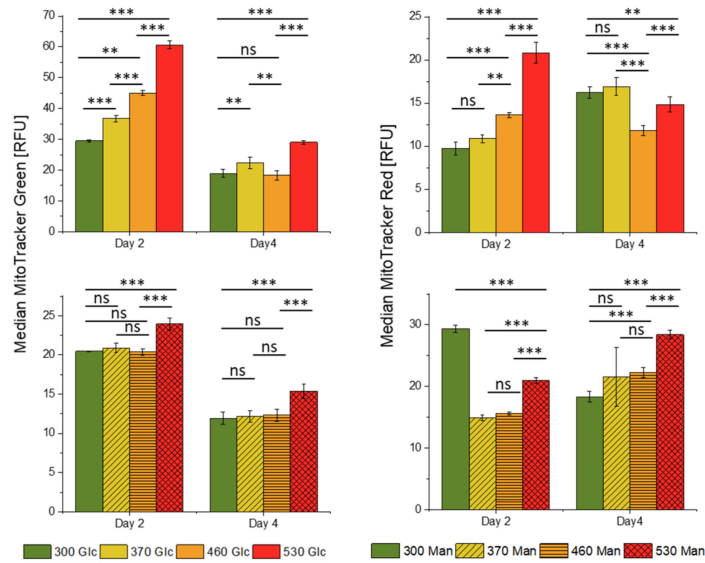 Median MitoTracker Green [RFU]
70
60
50
40
30
20
10
0
***
***
**
***
***
***
***
***
ns
**
**
Day 2
Day4
Median MitoTracker Red [RFU]
25
20
15
10
5
0
***
***
***
**
ns
**
ns
***
***
***
Day 2
Day 4
25
20
15
10
5
0
***
ns
***
ns
ns
***
***
ns
ns
ns
Day 2
Day 4
30
20
10
0
***
***
***
ns
***
ns
***
***
ns
Day 2
Day4
300 Glc 370 Glc 460 Glc 530 Glc
300 Man 370 Man 460 Man 530 Man